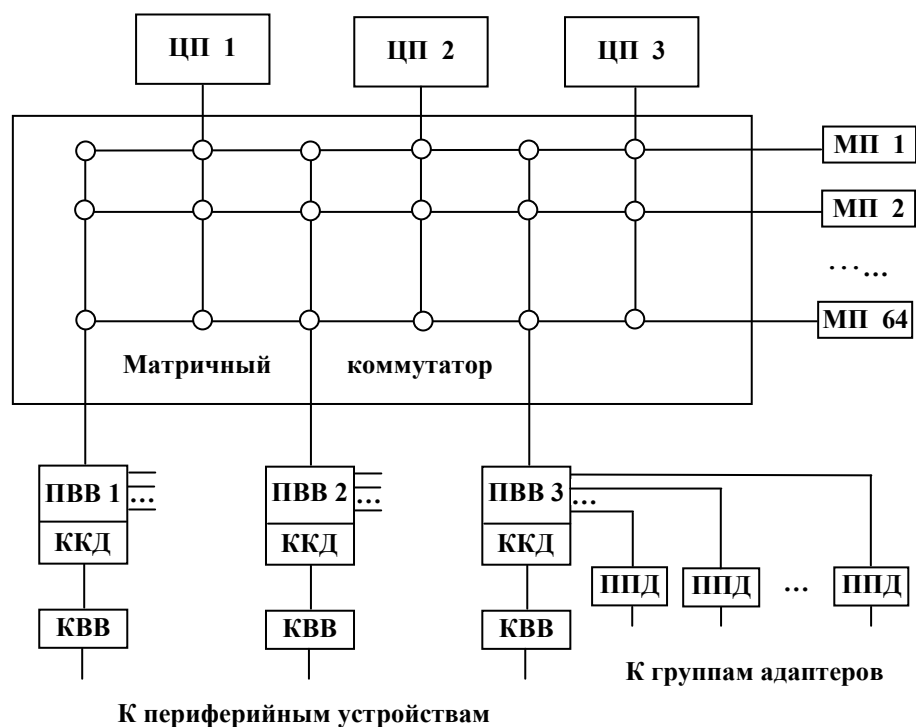 ЦП 1 ЦП 2 ЦП 3
МП 1
МП 2
......
МП 64
Матричный коммутатор
ПВВ 1 ... ПВВ 2 ... ПВВ 3 ...
ККД ККД ККД
ППД ППД ... ППД
КВВ КВВ КВВ
К группам адаптеров
К периферийным устройствам